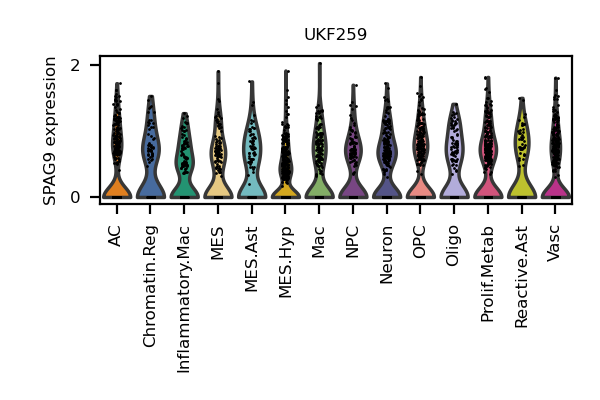 UKF259
SPAG9 expression
2
0
AC
Chromatin.Reg
Inflammatory.Mac
MES
MES.Ast
MES.Hyp
Mac
NPC
Neuron
OPC
Oligo
Prolif.Metab
Reactive.Ast
Vasc